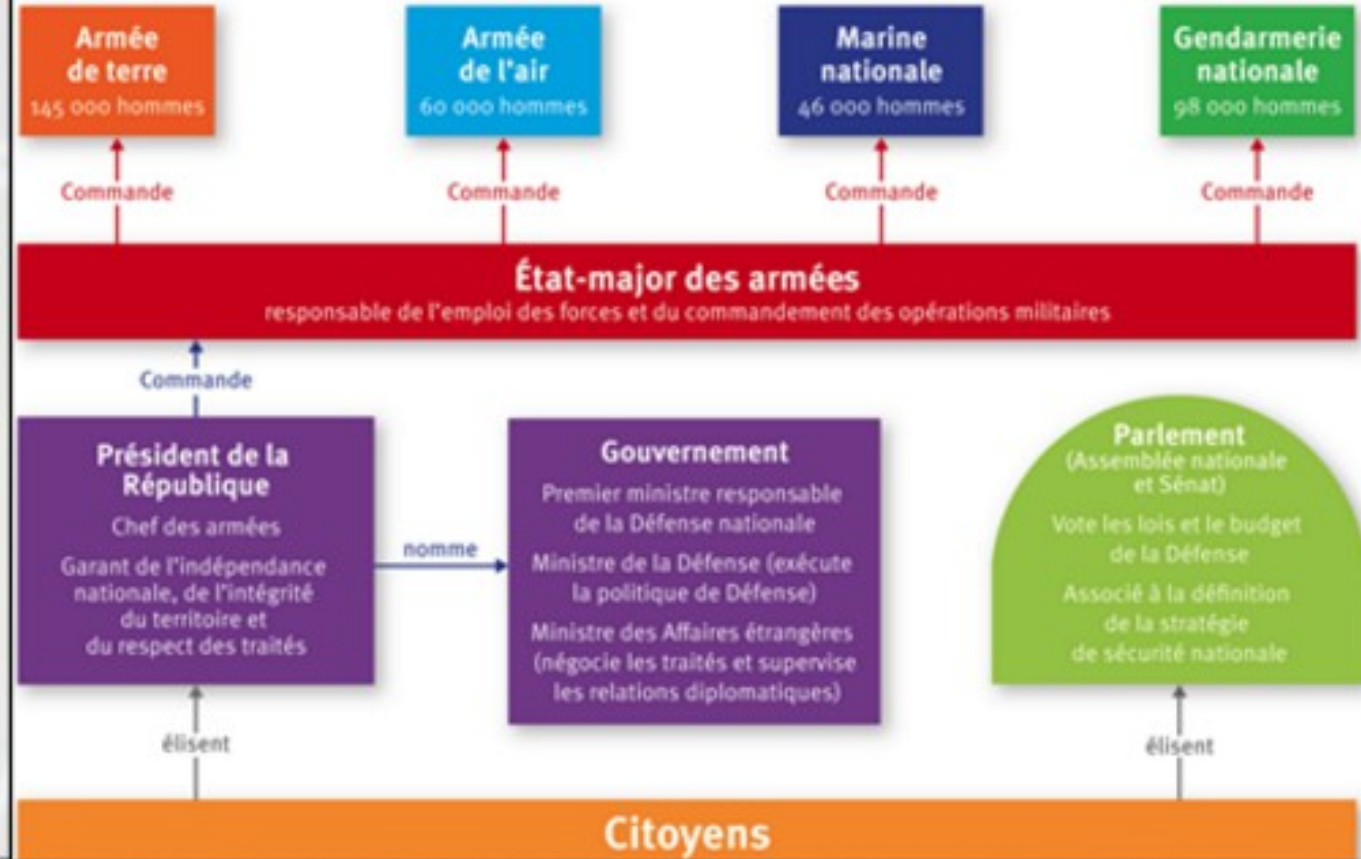 Armée
de terre
145 000 hommes
Armée
de l'air
60 000 hommes
Marine
nationale
46 000 hommes
Gendarmerie
nationale
98 000 hommes
Commande
Commande
Commande
Commande
État-major des armées
responsable de l'emploi des forces et du commandement des opérations militaires
Commande
Président de la
République
Chef des armées
Garant de l'indépendance
nationale, de l'intégrité
du territoire et
du respect des traités
nomme
Gouvernement
Premier ministre responsable
de la Défense nationale
Ministre de la Défense (exécute
la politique de Défense)
Ministre des Affaires étrangères
(négocie les traités et supervise
les relations diplomatiques)
Parlement
(Assemblée nationale
et Sénat)
Vote les lois et le budget
de la Défense
Associé à la définition
de la stratégie
de sécurité nationale
élisent
élisent
Citoyens